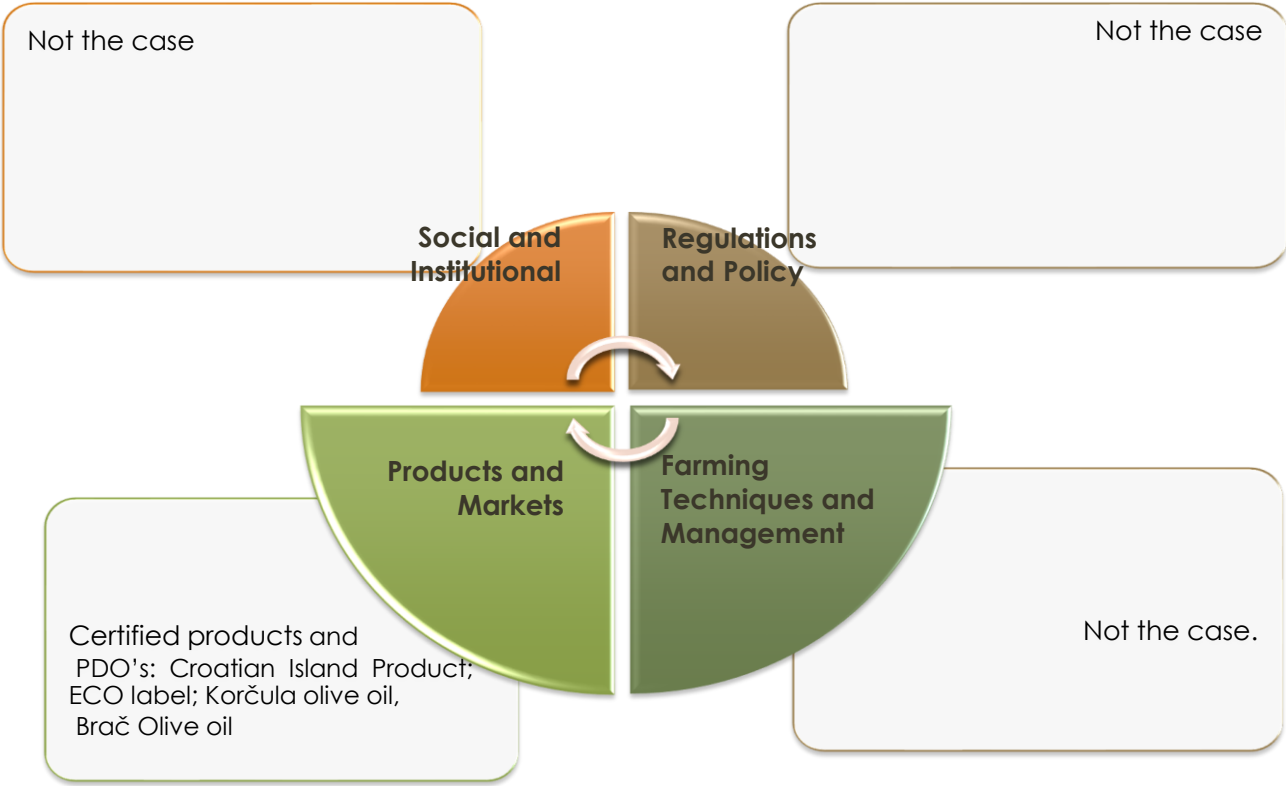 Not the case
Not the case
Social and
Institutional
Regulations
and Policy
Products and
Markets
Farming
Techniques and
Management
Certified products and
PDO’s: Croatian Island Product;
ECO label; Korčula olive oil,
Brač Olive oil
Not the case.